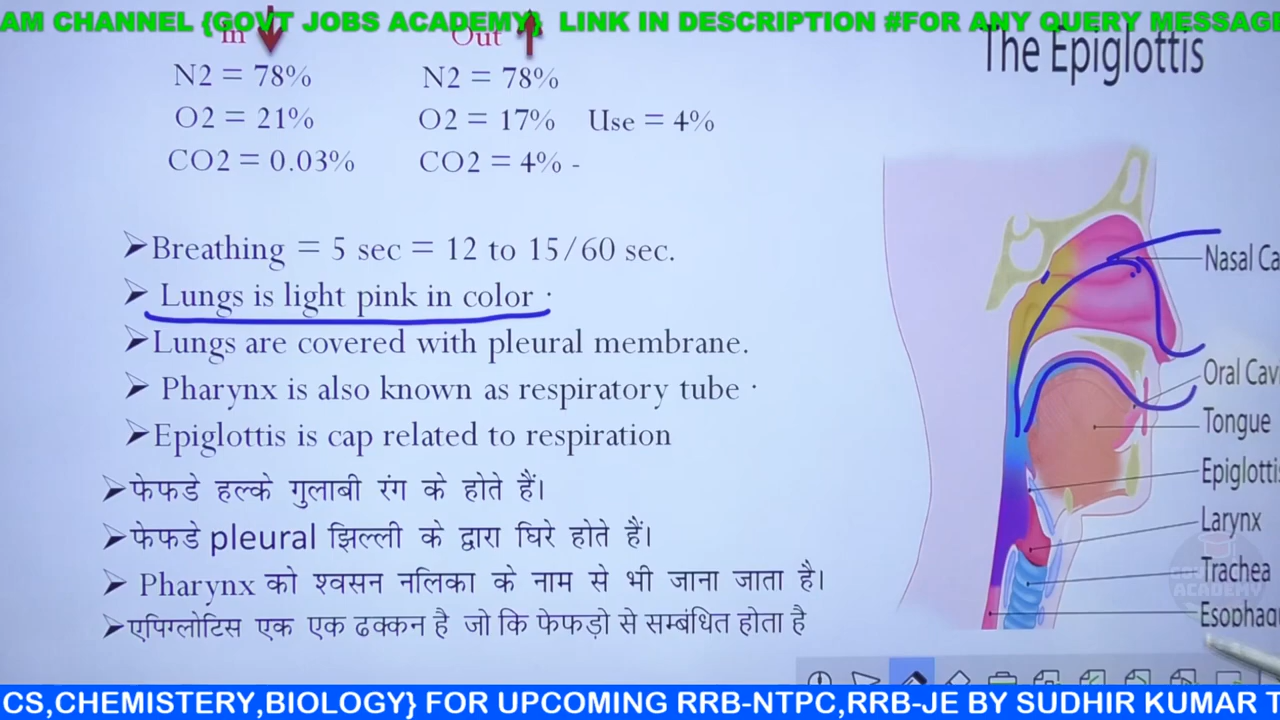 AM CHANNEL {GOVT JOBS ACADEMY} LINK IN DESCRIPTION #FOR ANY QUERY MESSAGE
in Out
The Epiglottis
N2 = 78% N2 = 78%
O2 = 21% O2 = 17% Use = 4%
CO2 = 0.03% CO2 = 4% -
➤Breathing = 5 sec = 12 to 15/60 sec.
➤ Lungs is light pink in color ·
➤Lungs are covered with pleural membrane.
➤ Pharynx is also known as respiratory tube ·
➤Epiglottis is cap related to respiration
➤फेफडे हल्के गुलाबी रंग के होते हैं।
➤फेफडे pleural झिल्ली के द्वारा घिरे होते हैं।
➤ Pharynx को श्वसन नलिका के नाम से भी जाना जाता है।
➤एपिग्लोटिस एक एक ढक्कन है जो कि फेफड़ो से सम्बंधित होता है
Nasal Ca
Oral Cav
Tongue
Epiglottis
Larynx
Trachea
Esophag
CS,CHEMISTERY,BIOLOGY} FOR UPCOMING RRB-NTPC,RRB-JE BY SUDHIR KUMAR T